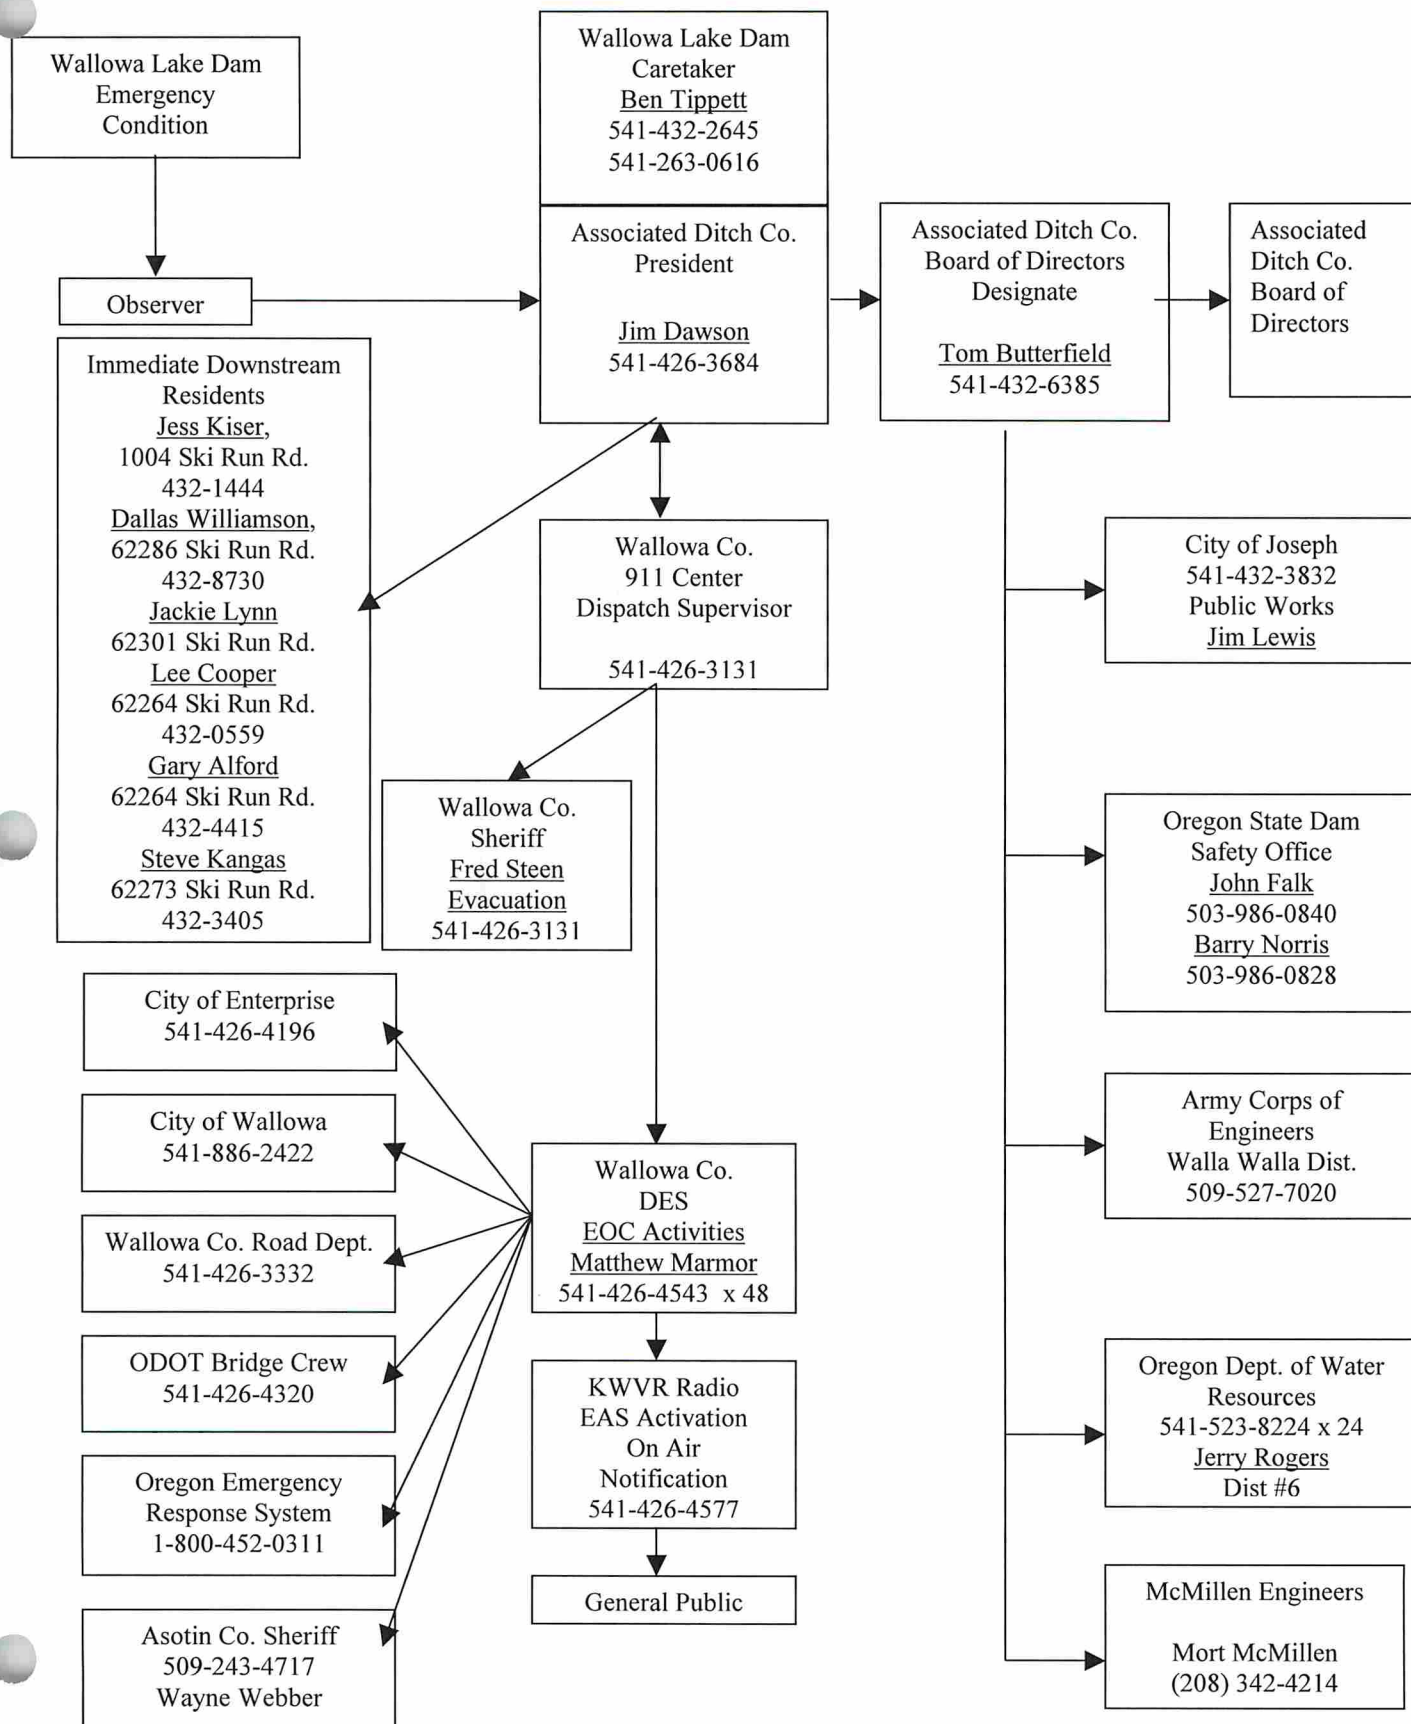 Wallowa Lake Dam
Emergency
Condition
Observer
Wallowa Lake Dam
Caretaker
Ben Tippett
541-432-2645
541-263-0616
Associated Ditch Co.
President
Jim Dawson
541-426-3684
Associated Ditch Co.
Board of Directors
Designate
Tom Butterfield
541-432-6385
Associated
Ditch Co.
Board of
Directors
Immediate Downstream
Residents
Jess Kiser,
1004 Ski Run Rd.
432-1444
Dallas Williamson,
62286 Ski Run Rd.
432-8730
Jackie Lynn
62301 Ski Run Rd.
Lee Cooper
62264 Ski Run Rd.
432-0559
Gary Alford
62264 Ski Run Rd.
432-4415
Steve Kangas
62273 Ski Run Rd.
432-3405
Wallowa Co.
911 Center
Dispatch Supervisor
541-426-3131
Wallowa Co.
Sheriff
Fred Steen
Evacuation
541-426-3131
City of Joseph
541-432-3832
Public Works
Jim Lewis
Oregon State Dam
Safety Office
John Falk
503-986-0840
Barry Norris
503-986-0828
Army Corps of
Engineers
Walla Walla Dist.
509-527-7020
Oregon Dept. of Water
Resources
541-523-8224 x 24
Jerry Rogers
Dist #6
McMillen Engineers
Mort McMillen
(208) 342-4214
City of Enterprise
541-426-4196
City of Wallowa
541-886-2422
Wallowa Co. Road Dept.
541-426-3332
ODOT Bridge Crew
541-426-4320
Oregon Emergency
Response System
1-800-452-0311
Asotin Co. Sheriff
509-243-4717
Wayne Webber
Wallowa Co.
DES
EOC Activities
Matthew Marmor
541-426-4543 x 48
KWVR Radio
EAS Activation
On Air
Notification
541-426-4577
General Public